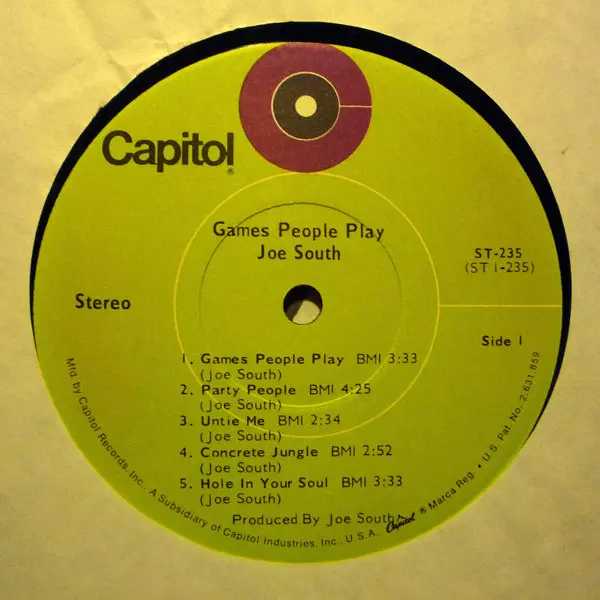 Capitol®
Games People Play
Joe South
ST-235
(ST 1-235)
Stereo
Side 1
1. Games People Play BMI 3:33
(Joe South)
2. Party People BMI 4:25
(Joe South)
3. Untie Me BMI 2:34
(Joe South)
4. Concrete Jungle BMI 2:52
(Joe South)
5. Hole In Your Soul BMI 3:33
(Joe South)
Produced By Joe South
Mfd. by Capitol Records, Inc., A Subsidiary of Capitol Industries, Inc., U.S.A. Capitol ® Marca Reg. • U.S. Pat. No. 2,631,859